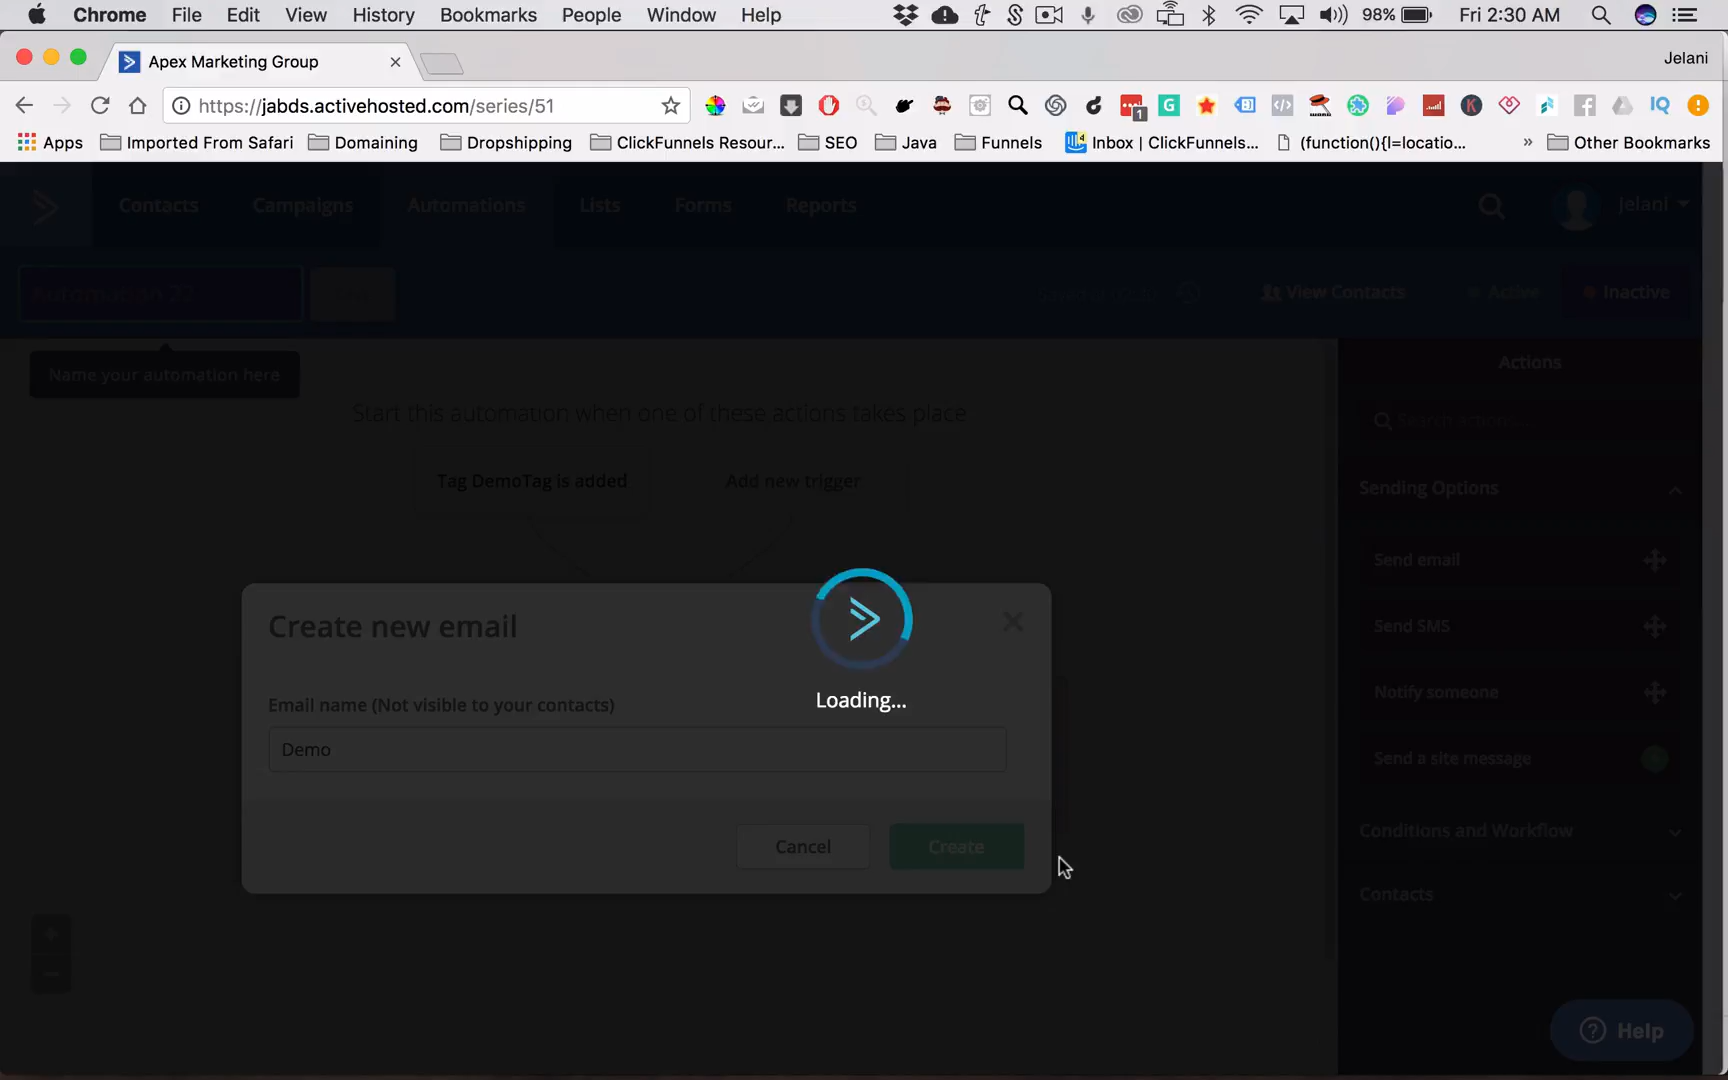 Chrome File Edit View History Bookmarks People Window Help 98% Fri 2:30 AM
Apex Marketing Group Jelani
https://jabds.activehosted.com/series/51
Apps Imported From Safari Domaining Dropshipping ClickFunnels Resour... SEO Java Funnels Inbox | ClickFunnels... (function(){l=locatio... » Other Bookmarks
Contacts Campaigns Automations Lists Forms Reports Jelani
Automation 22 View Contacts Active Inactive
Name your automation here
Actions
Start this automation when one of these actions takes place
Search actions...
Tag DemoTag is added Add new trigger
Sending Options
Send email
Create new email
Send SMS
Loading...
Notify someone
Email name (Not visible to your contacts)
Demo
Send a site message
Conditions and Workflow
Cancel Create
Contacts
Help